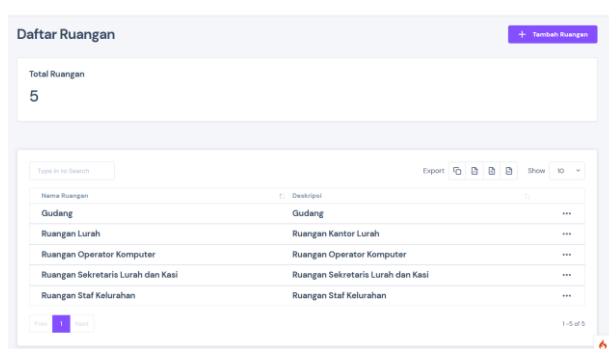 Daftar Ruangan
+ Tambah Ruangan
Total Ruangan
5
Type in to Search
Export
Show 10
Nama Ruangan Deskripsi
Gudang Gudang
Ruangan Lurah Ruangan Kantor Lurah
Ruangan Operator Komputer Ruangan Operator Komputer
Ruangan Sekretaris Lurah dan Kasi Ruangan Sekretaris Lurah dan Kasi
Ruangan Staf Kelurahan Ruangan Staf Kelurahan
Prev 1 Next
1 - 5 of 5